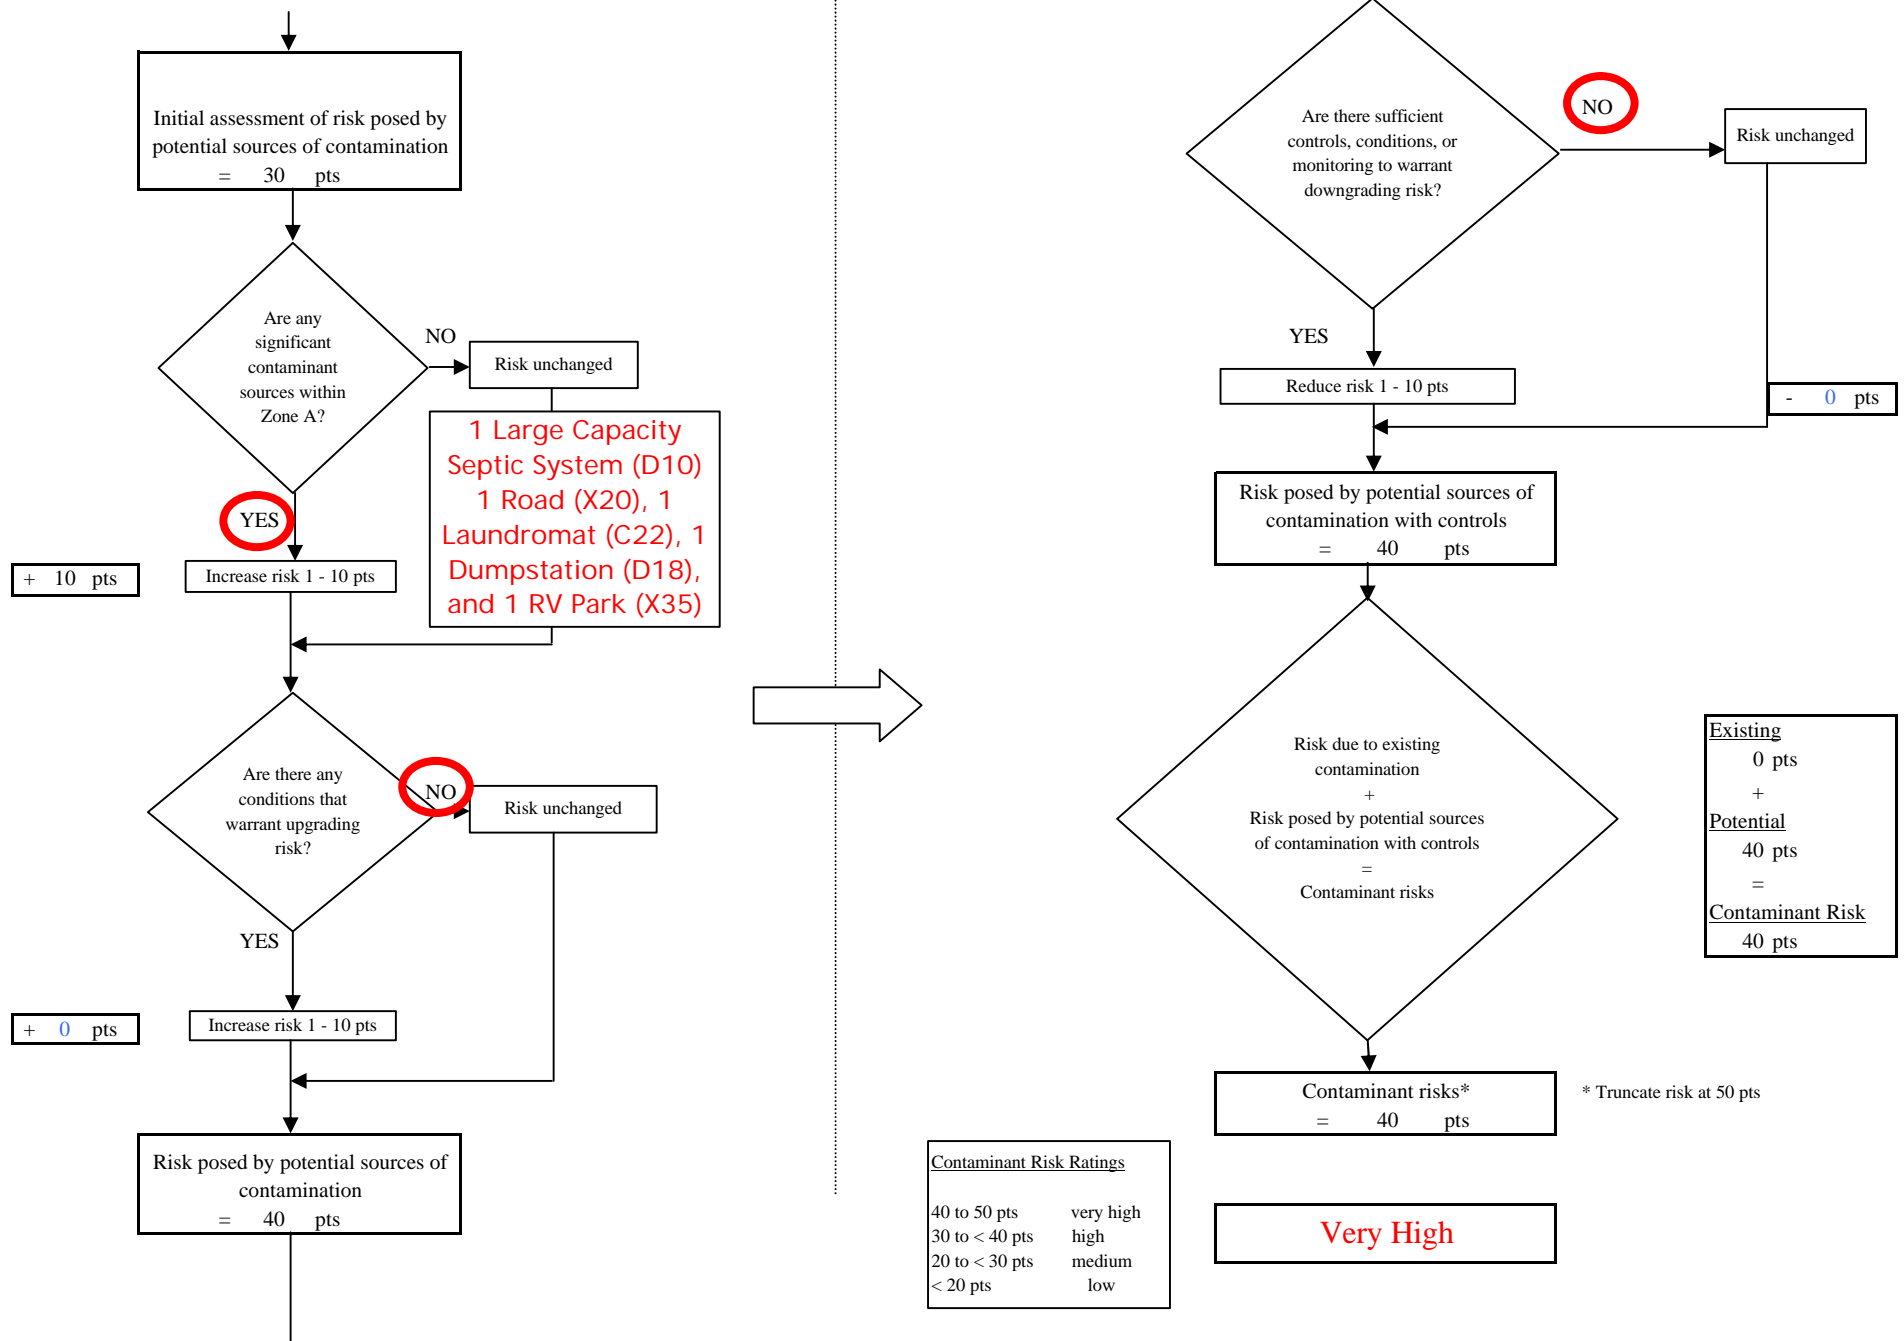 Initial assessment of risk posed by
potential sources of contamination
= 30 pts
Are any
significant
contaminant
sources within
Zone A?
NO
Risk unchanged
1 Large Capacity
Septic System (D10)
1 Road (X20), 1
Laundromat (C22), 1
Dumpstation (D18),
and 1 RV Park (X35)
YES
+ 10 pts
Increase risk 1 - 10 pts
Are there any
conditions that
warrant upgrading
risk?
NO
Risk unchanged
YES
+ 0 pts
Increase risk 1 - 10 pts
Risk posed by potential sources of
contamination
= 40 pts
Are there sufficient
controls, conditions, or
monitoring to warrant
downgrading risk?
NO
Risk unchanged
YES
Reduce risk 1 - 10 pts
- 0 pts
Risk posed by potential sources of
contamination with controls
= 40 pts
Risk due to existing
contamination
+
Risk posed by potential sources
of contamination with controls
=
Contaminant risks
Existing
0 pts
+
Potential
40 pts
=
Contaminant Risk
40 pts
Contaminant risks*
= 40 pts
* Truncate risk at 50 pts
Contaminant Risk Ratings
40 to 50 pts very high
30 to < 40 pts high
20 to < 30 pts medium
< 20 pts low
Very High